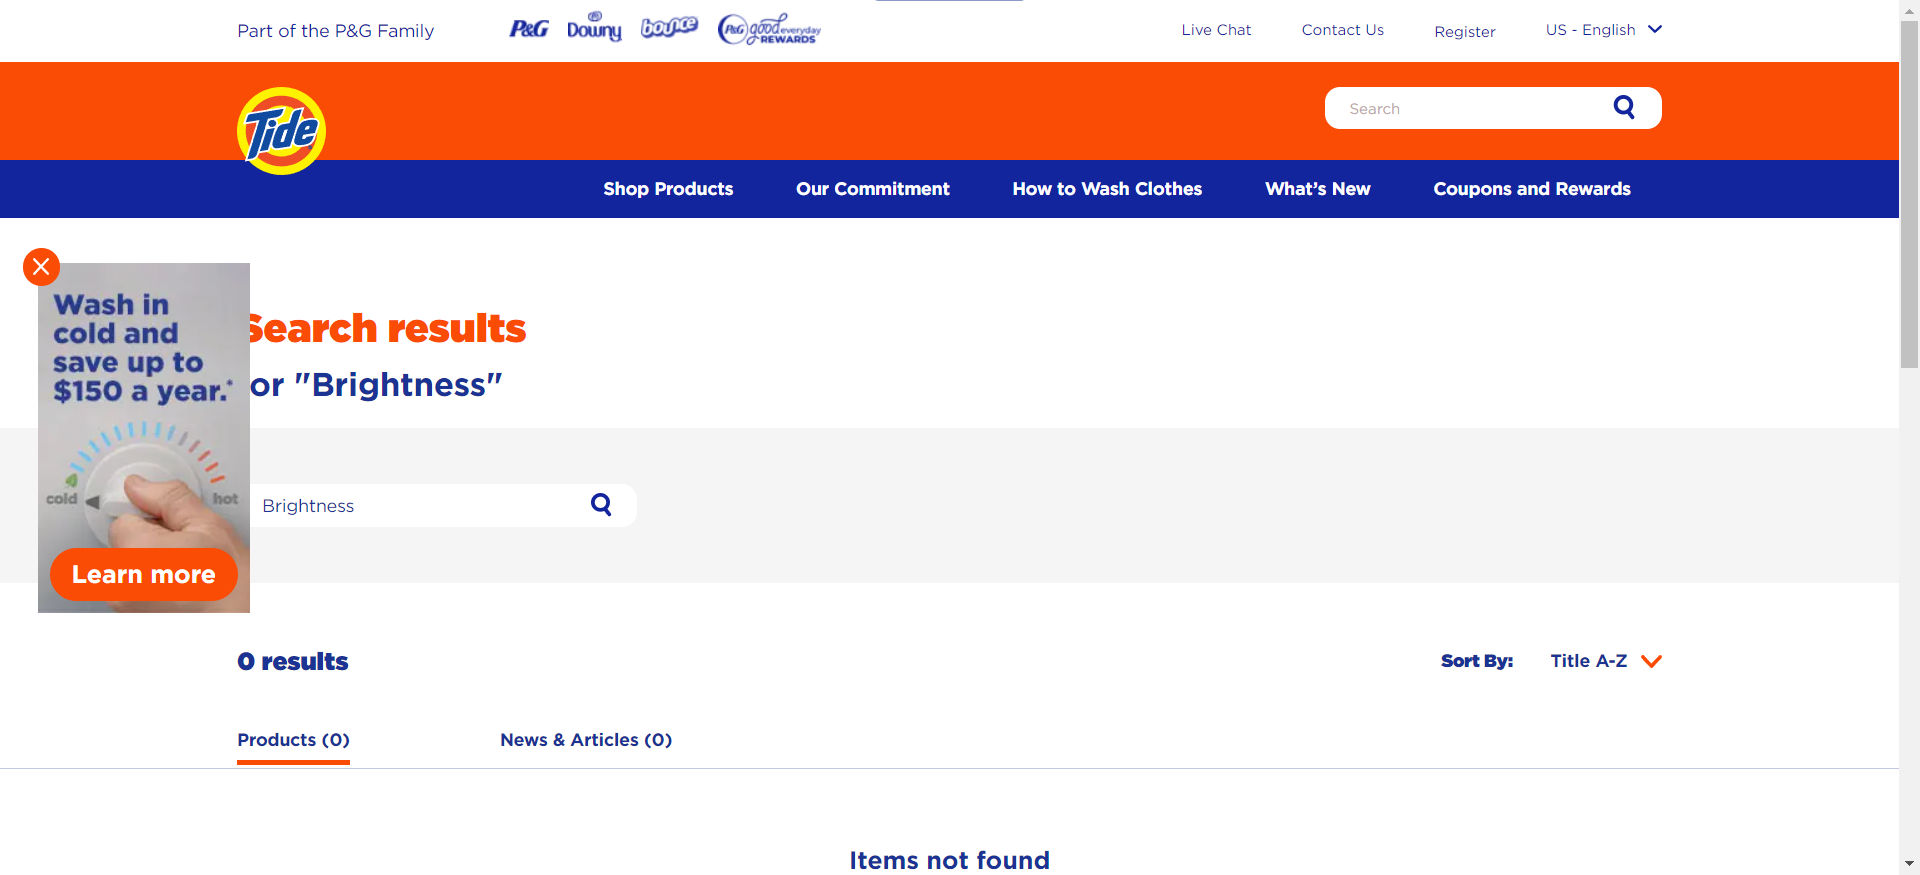 Part of the P&G Family
P&G
Downy
bounce
P&G good everyday REWARDS
Live Chat
Contact Us
Register
US - English
Tide
Search
Shop Products
Our Commitment
How to Wash Clothes
What's New
Coupons and Rewards
Wash in
cold and
save up to
$150 a year.*
cold
hot
Learn more
Search results
or "Brightness"
Brightness
0 results
Sort By:
Title A-Z
Products (0)
News & Articles (0)
Items not found